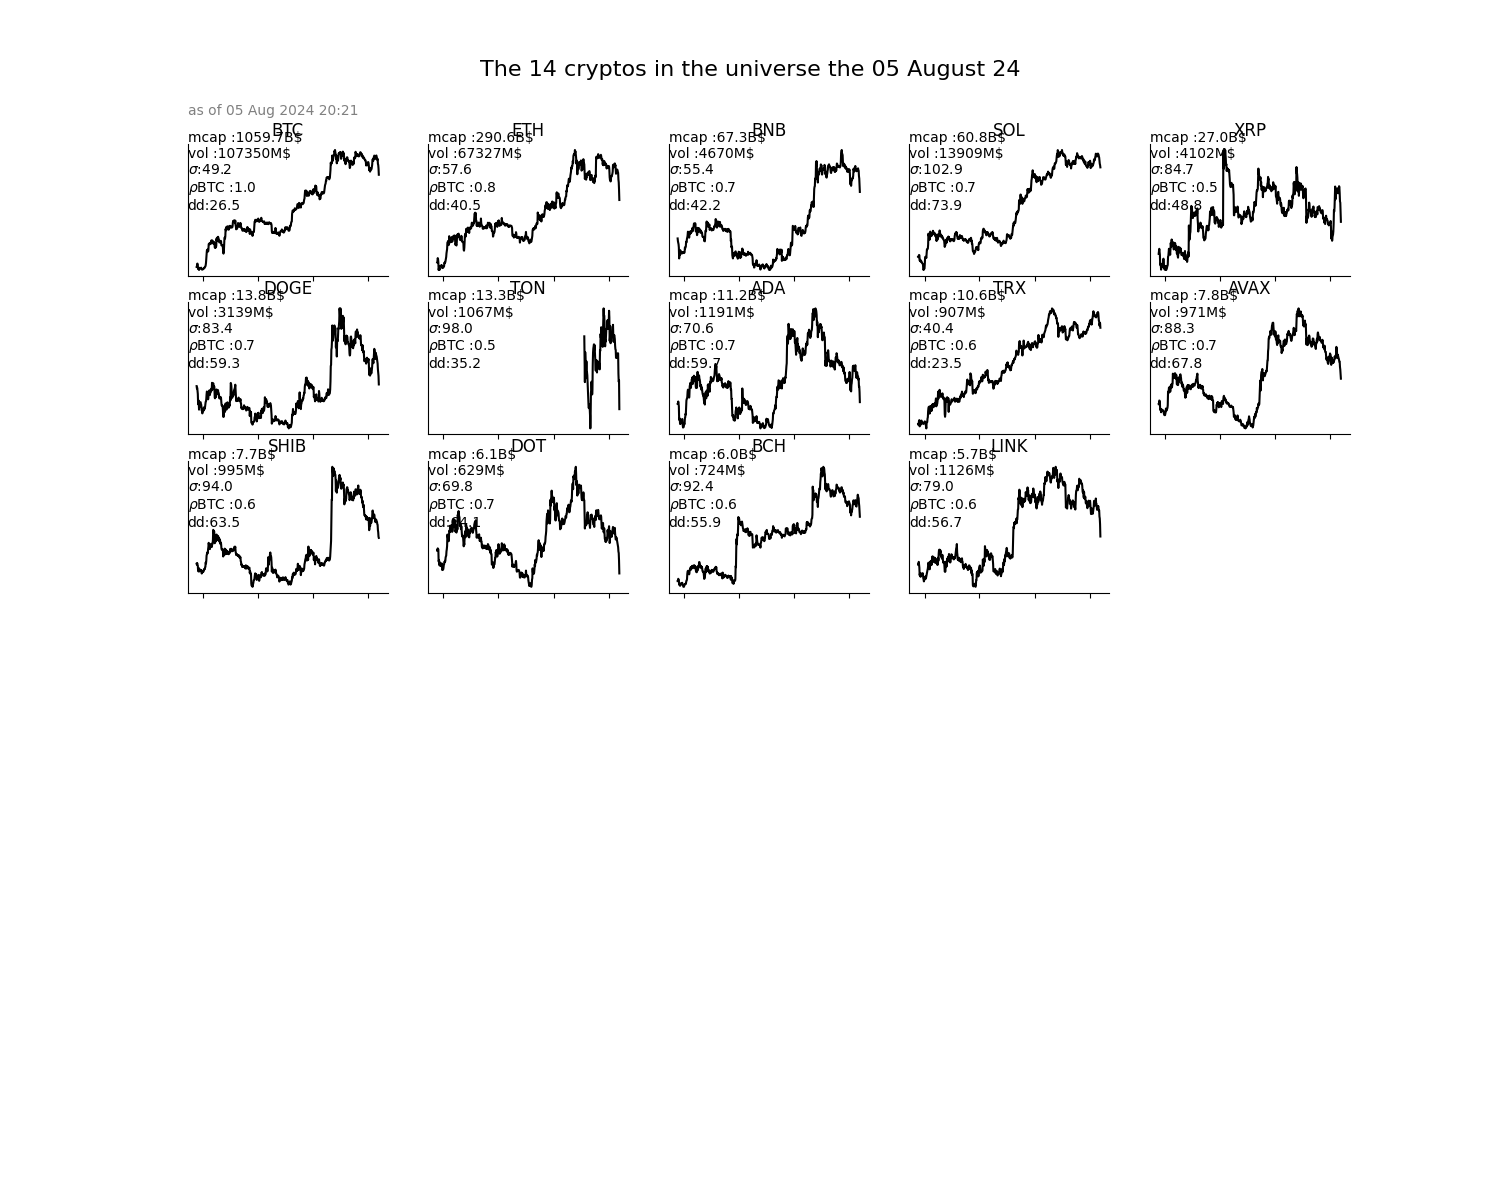 The 14 cryptos in the universe the 05 August 24
as of 05 Aug 2024 20:21
BTC
mcap :1059.7B$
vol :107350M$
σ:49.2
ρBTC :1.0
dd:26.5
ETH
mcap :290.6B$
vol :67327M$
σ:57.6
ρBTC :0.8
dd:40.5
BNB
mcap :67.3B$
vol :4670M$
σ:55.4
ρBTC :0.7
dd:42.2
SOL
mcap :60.8B$
vol :13909M$
σ:102.9
ρBTC :0.7
dd:73.9
XRP
mcap :27.0B$
vol :4102M$
σ:84.7
ρBTC :0.5
dd:48.8
DOGE
mcap :13.8B$
vol :3139M$
σ:83.4
ρBTC :0.7
dd:59.3
TON
mcap :13.3B$
vol :1067M$
σ:98.0
ρBTC :0.5
dd:35.2
ADA
mcap :11.2B$
vol :1191M$
σ:70.6
ρBTC :0.7
dd:59.7
TRX
mcap :10.6B$
vol :907M$
σ:40.4
ρBTC :0.6
dd:23.5
AVAX
mcap :7.8B$
vol :971M$
σ:88.3
ρBTC :0.7
dd:67.8
SHIB
mcap :7.7B$
vol :995M$
σ:94.0
ρBTC :0.6
dd:63.5
DOT
mcap :6.1B$
vol :629M$
σ:69.8
ρBTC :0.7
BCH
mcap :6.0B$
vol :724M$
σ:92.4
ρBTC :0.6
dd:55.9
LINK
mcap :5.7B$
vol :1126M$
σ:79.0
ρBTC :0.6
dd:56.7